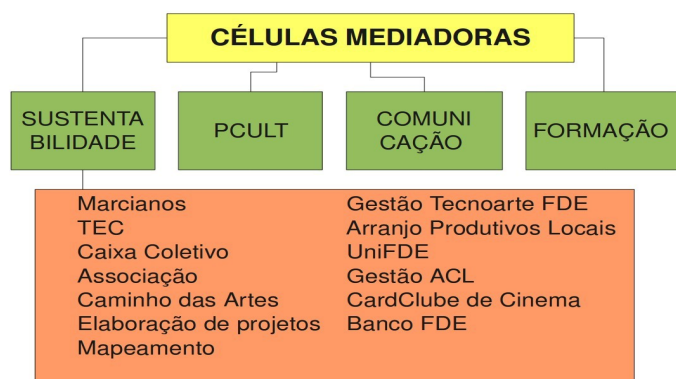 CÉLULAS MEDIADORAS
SUSTENTA
BILIDADE
PCULT
COMUNI
CAÇÃO
FORMAÇÃO
Marcianos
TEC
Caixa Coletivo
Associação
Caminho das Artes
Elaboração de projetos
Mapeamento
Gestão Tecnoarte FDE
Arranjo Produtivos Locais
UniFDE
Gestão ACL
CardClube de Cinema
Banco FDE